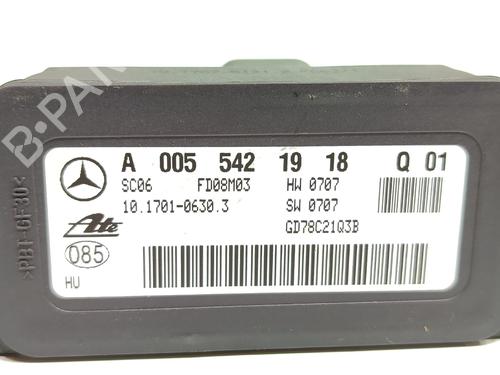 B-PARTS
A 005 542 19 18 Q 01
SC06 FD08M03 HW 0707
10.1701-0630.3 SW 0707
Ate GD78C21Q3B
085
HU
>PBT-GF30<